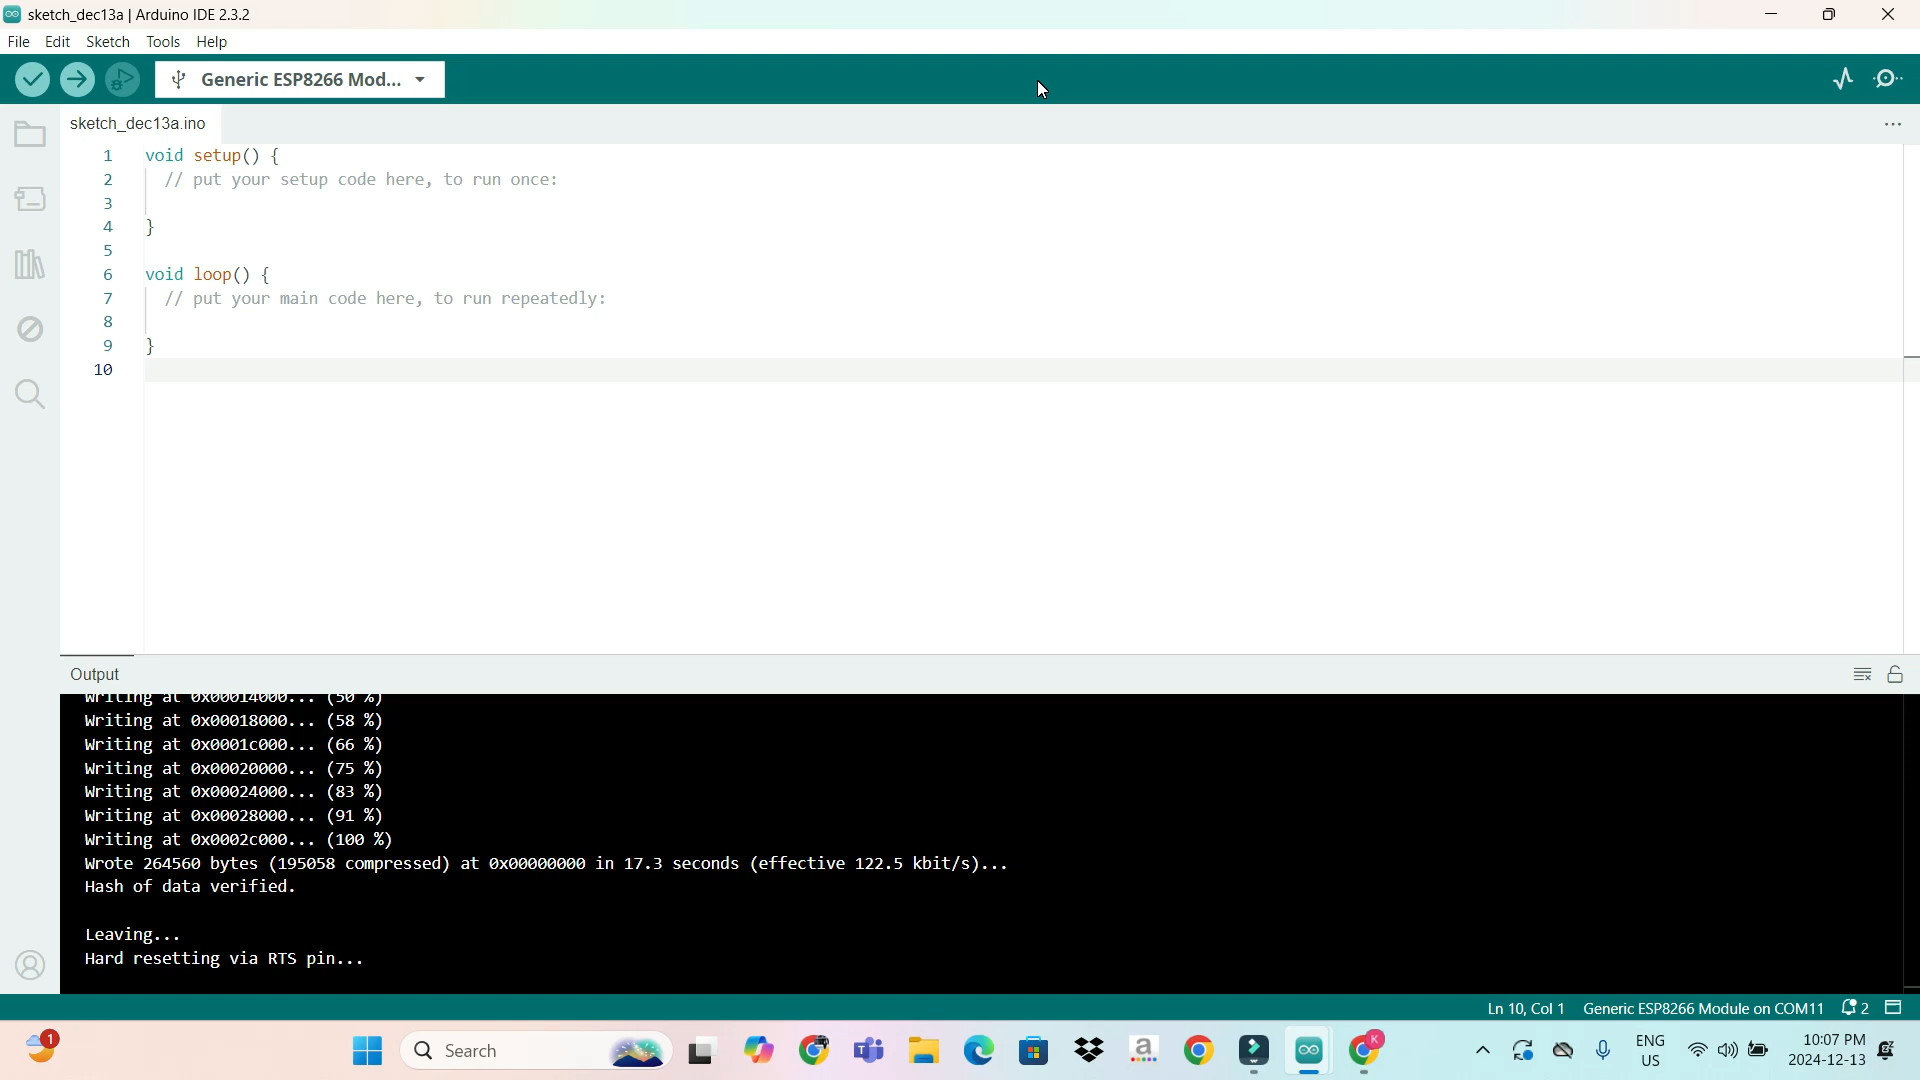 sketch_dec13a | Arduino IDE 2.3.2
File Edit Sketch Tools Help
Generic ESP8266 Mod...
sketch_dec13a.ino
1 void setup() {
2 // put your setup code here, to run once:
3
4 }
5
6 void loop() {
7 // put your main code here, to run repeatedly:
8
9 }
10
Output
Writing at 0x00014000... (50 %)
Writing at 0x00018000... (58 %)
Writing at 0x0001c000... (66 %)
Writing at 0x00020000... (75 %)
Writing at 0x00024000... (83 %)
Writing at 0x00028000... (91 %)
Writing at 0x0002c000... (100 %)
Wrote 264560 bytes (195058 compressed) at 0x00000000 in 17.3 seconds (effective 122.5 kbit/s)...
Hash of data verified.
Leaving...
Hard resetting via RTS pin...
Ln 10, Col 1 Generic ESP8266 Module on COM11 2
1
Search
a
K
ENG
US
10:07 PM
2024-12-13